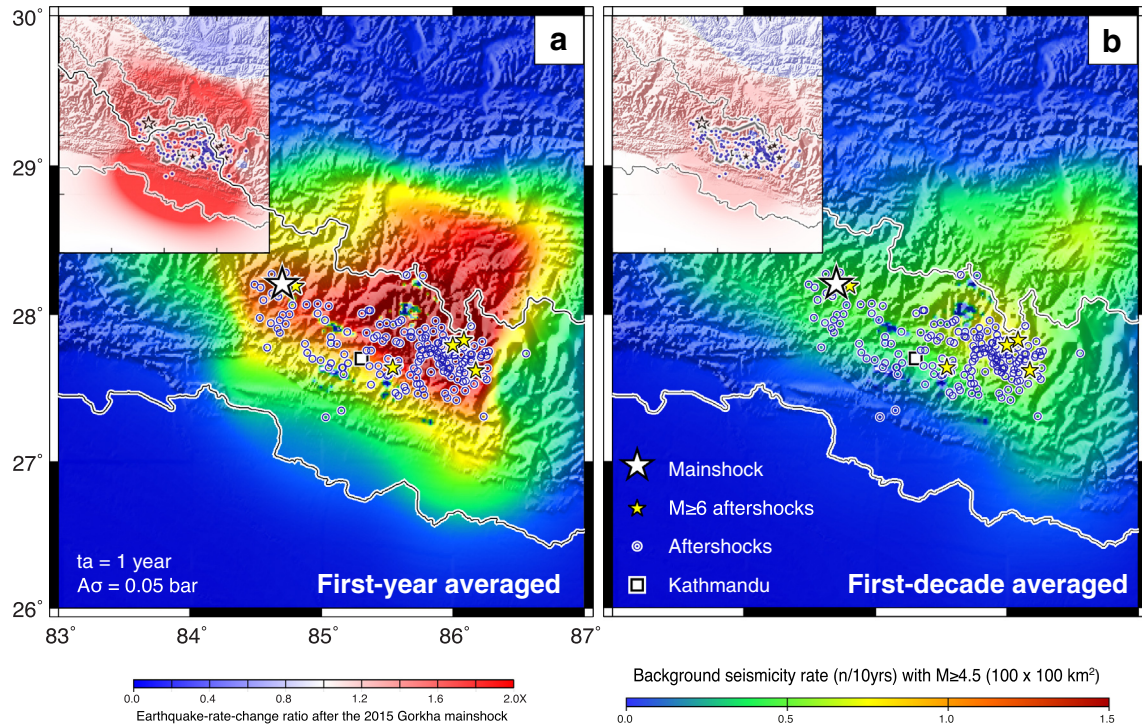 30°
29°
28°
27°
26°
83°
84°
85°
86°
87°
a
b
ta = 1 year
Aσ = 0.05 bar
First-year averaged
Mainshock
M≥6 aftershocks
Aftershocks
Kathmandu
First-decade averaged
0.0 0.4 0.8 1.2 1.6 2.0X
Earthquake-rate-change ratio after the 2015 Gorkha mainshock
Background seismicity rate (n/10yrs) with M≥4.5 (100 x 100 km²)
0.0 0.5 1.0 1.5